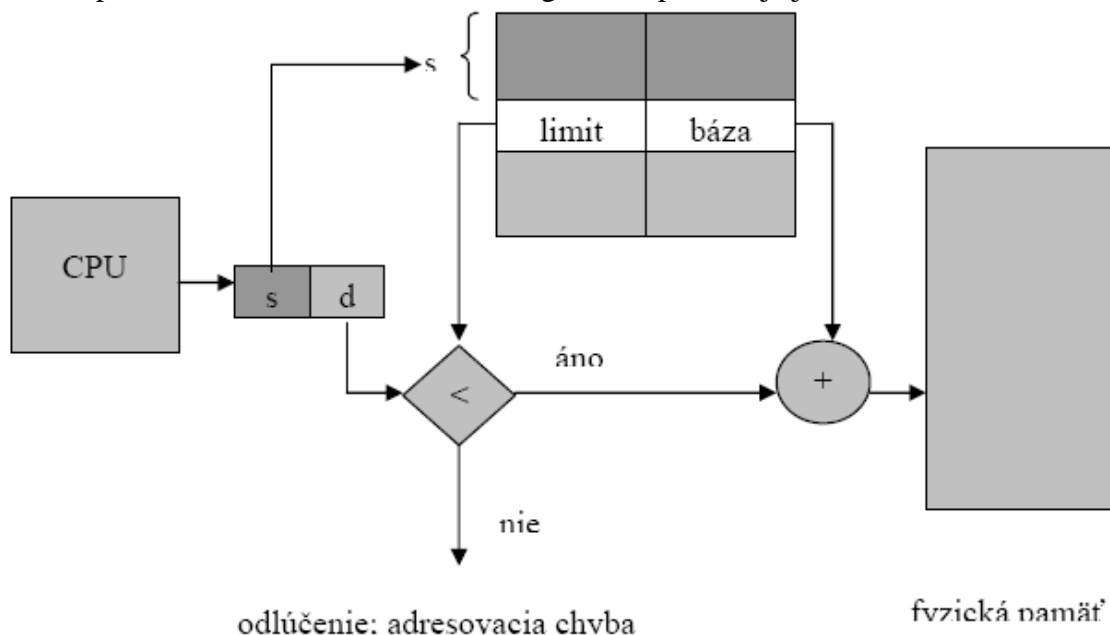 s
limit báza
CPU
s d
áno
< +
nie
odlúčenie: adresovacia chyba
fyzická pamäť